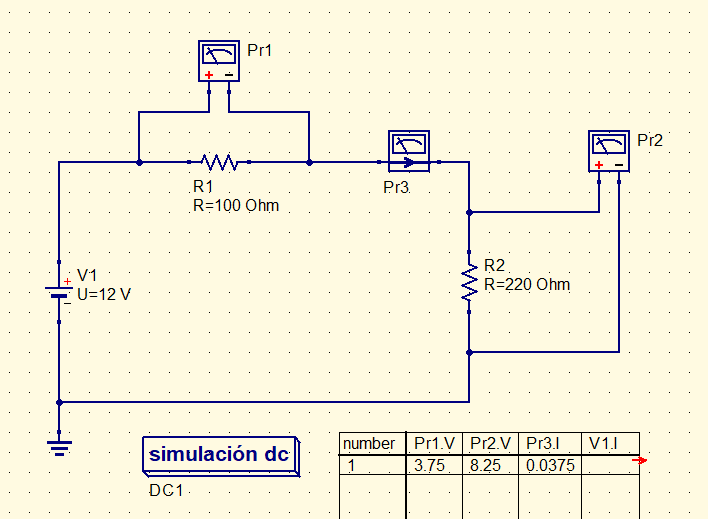 Pr1
+ -
Pr2
+ -
Pr3
R1
R=100 Ohm
V1
U=12 V
+
-
R2
R=220 Ohm
simulación dc
DC1
number Pr1.V Pr2.V Pr3.I V1.I
1 3.75 8.25 0.0375